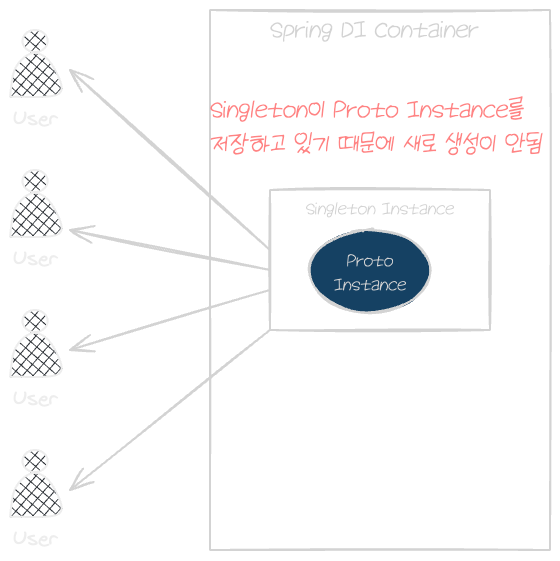 Spring DI Container
User
Singleton이 Proto Instance를
저장하고 있기 때문에 새로 생성이 안됨
Singleton Instance
User
Proto
Instance
User
User